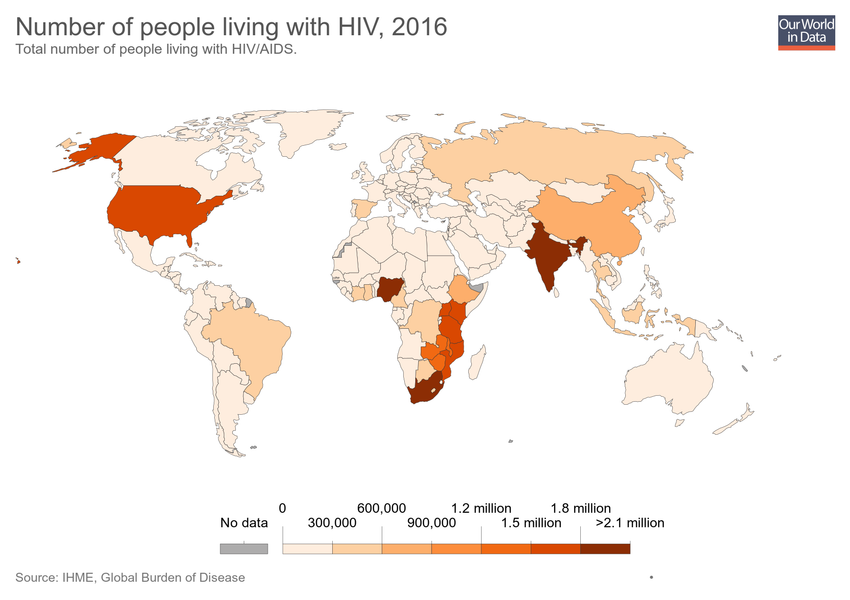 Number of people living with HIV, 2016
Total number of people living with HIV/AIDS.
Our World
in Data
0 600,000 1.2 million 1.8 million
No data 300,000 900,000 1.5 million >2.1 million
Source: IHME, Global Burden of Disease